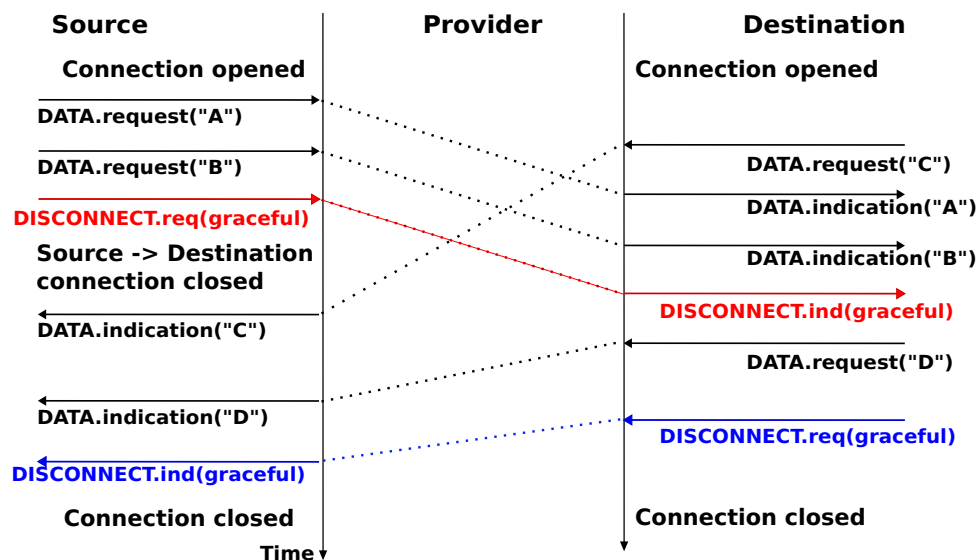 Source Provider Destination
Connection opened Connection opened
DATA.request("A")
DATA.request("B") DATA.request("C")
DISCONNECT.req(graceful) DATA.indication("A")
Source -> Destination
connection closed
DATA.indication("B")
DISCONNECT.ind(graceful)
DATA.indication("C")
DATA.request("D")
DATA.indication("D")
DISCONNECT.req(graceful)
DISCONNECT.ind(graceful)
Connection closed Connection closed
Time